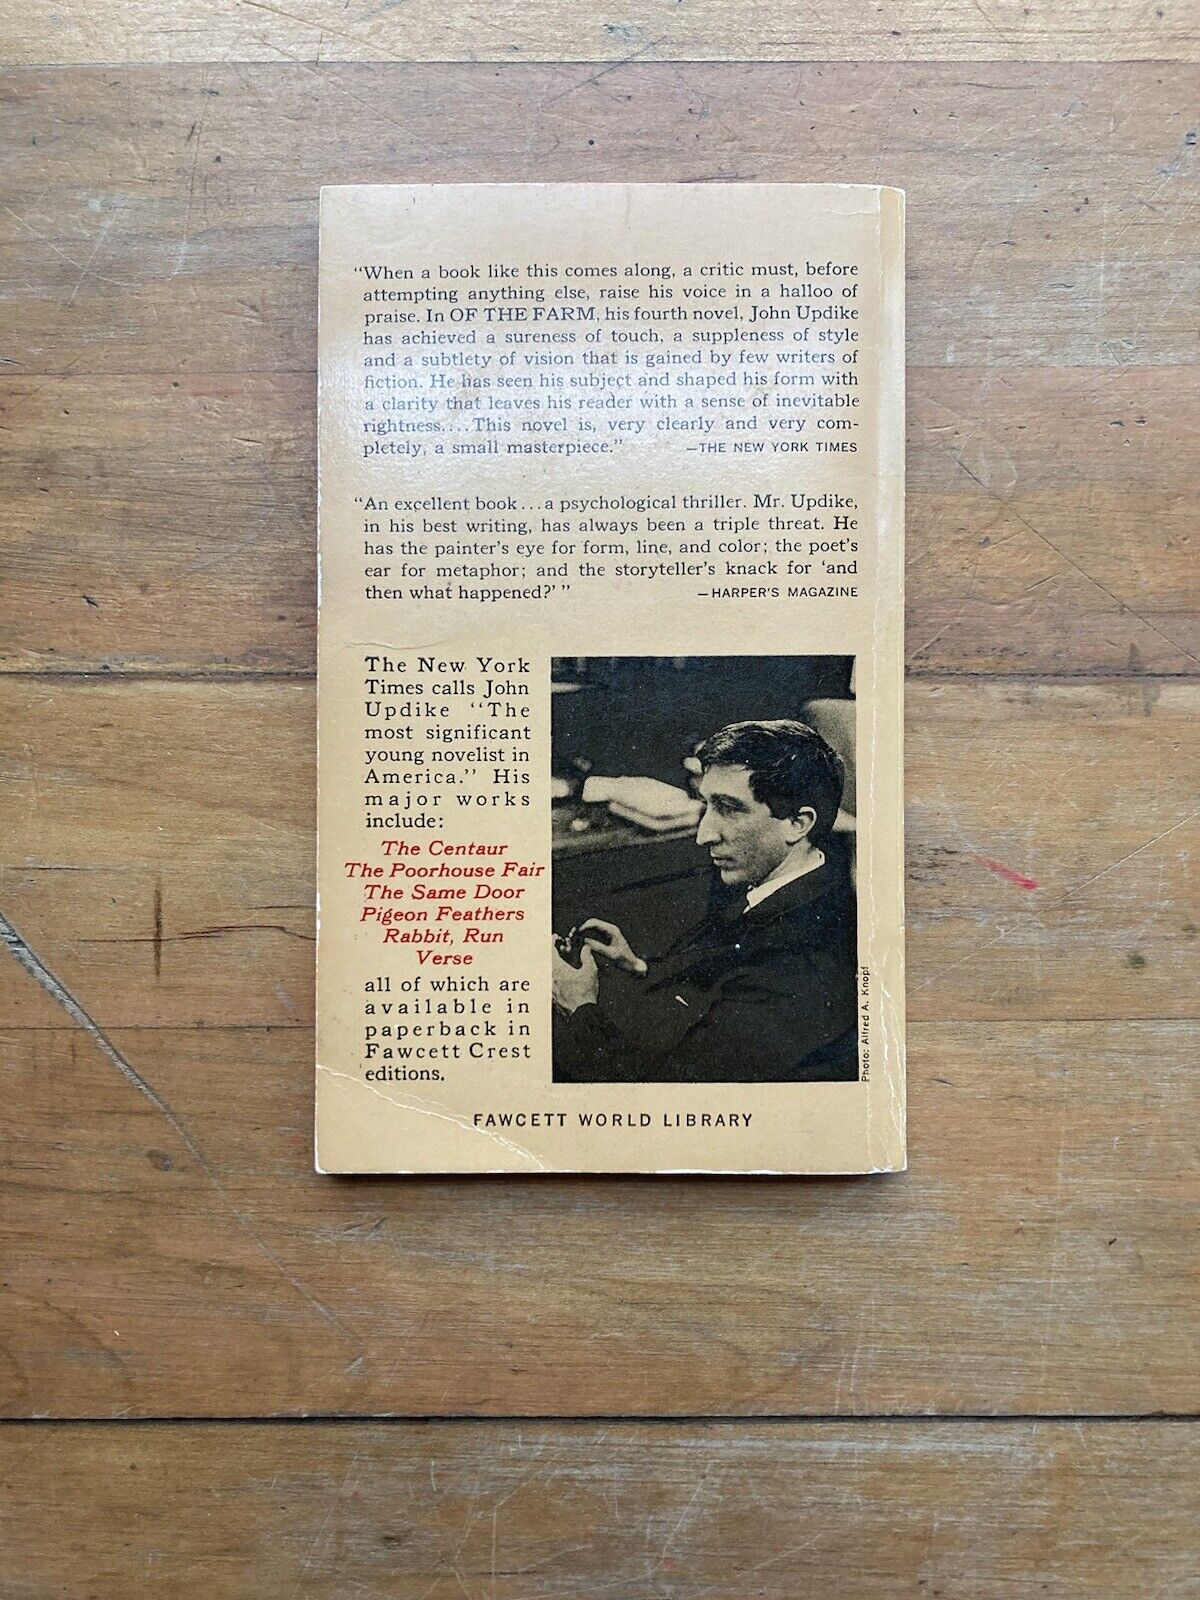 “When a book like this comes along, a critic must, before
attempting anything else, raise his voice in a halloo of
praise. In OF THE FARM, his fourth novel, John Updike
has achieved a sureness of touch, a suppleness of style
and a subtlety of vision that is gained by few writers of
fiction. He has seen his subject and shaped his form with
a clarity that leaves his reader with a sense of inevitable
rightness....This novel is, very clearly and very com-
pletely, a small masterpiece.” —THE NEW YORK TIMES
“An excellent book...a psychological thriller. Mr. Updike,
in his best writing, has always been a triple threat. He
has the painter's eye for form, line, and color; the poet's
ear for metaphor; and the storyteller's knack for ‘and
then what happened?’ ” —HARPER'S MAGAZINE
The New York
Times calls John
Updike “The
most significant
young novelist in
America.” His
major works
include:
The Centaur
The Poorhouse Fair
The Same Door
Pigeon Feathers
Rabbit, Run
Verse
all of which are
available in
paperback in
Fawcett Crest
editions.
Photo: Alfred A. Knopf
FAWCETT WORLD LIBRARY